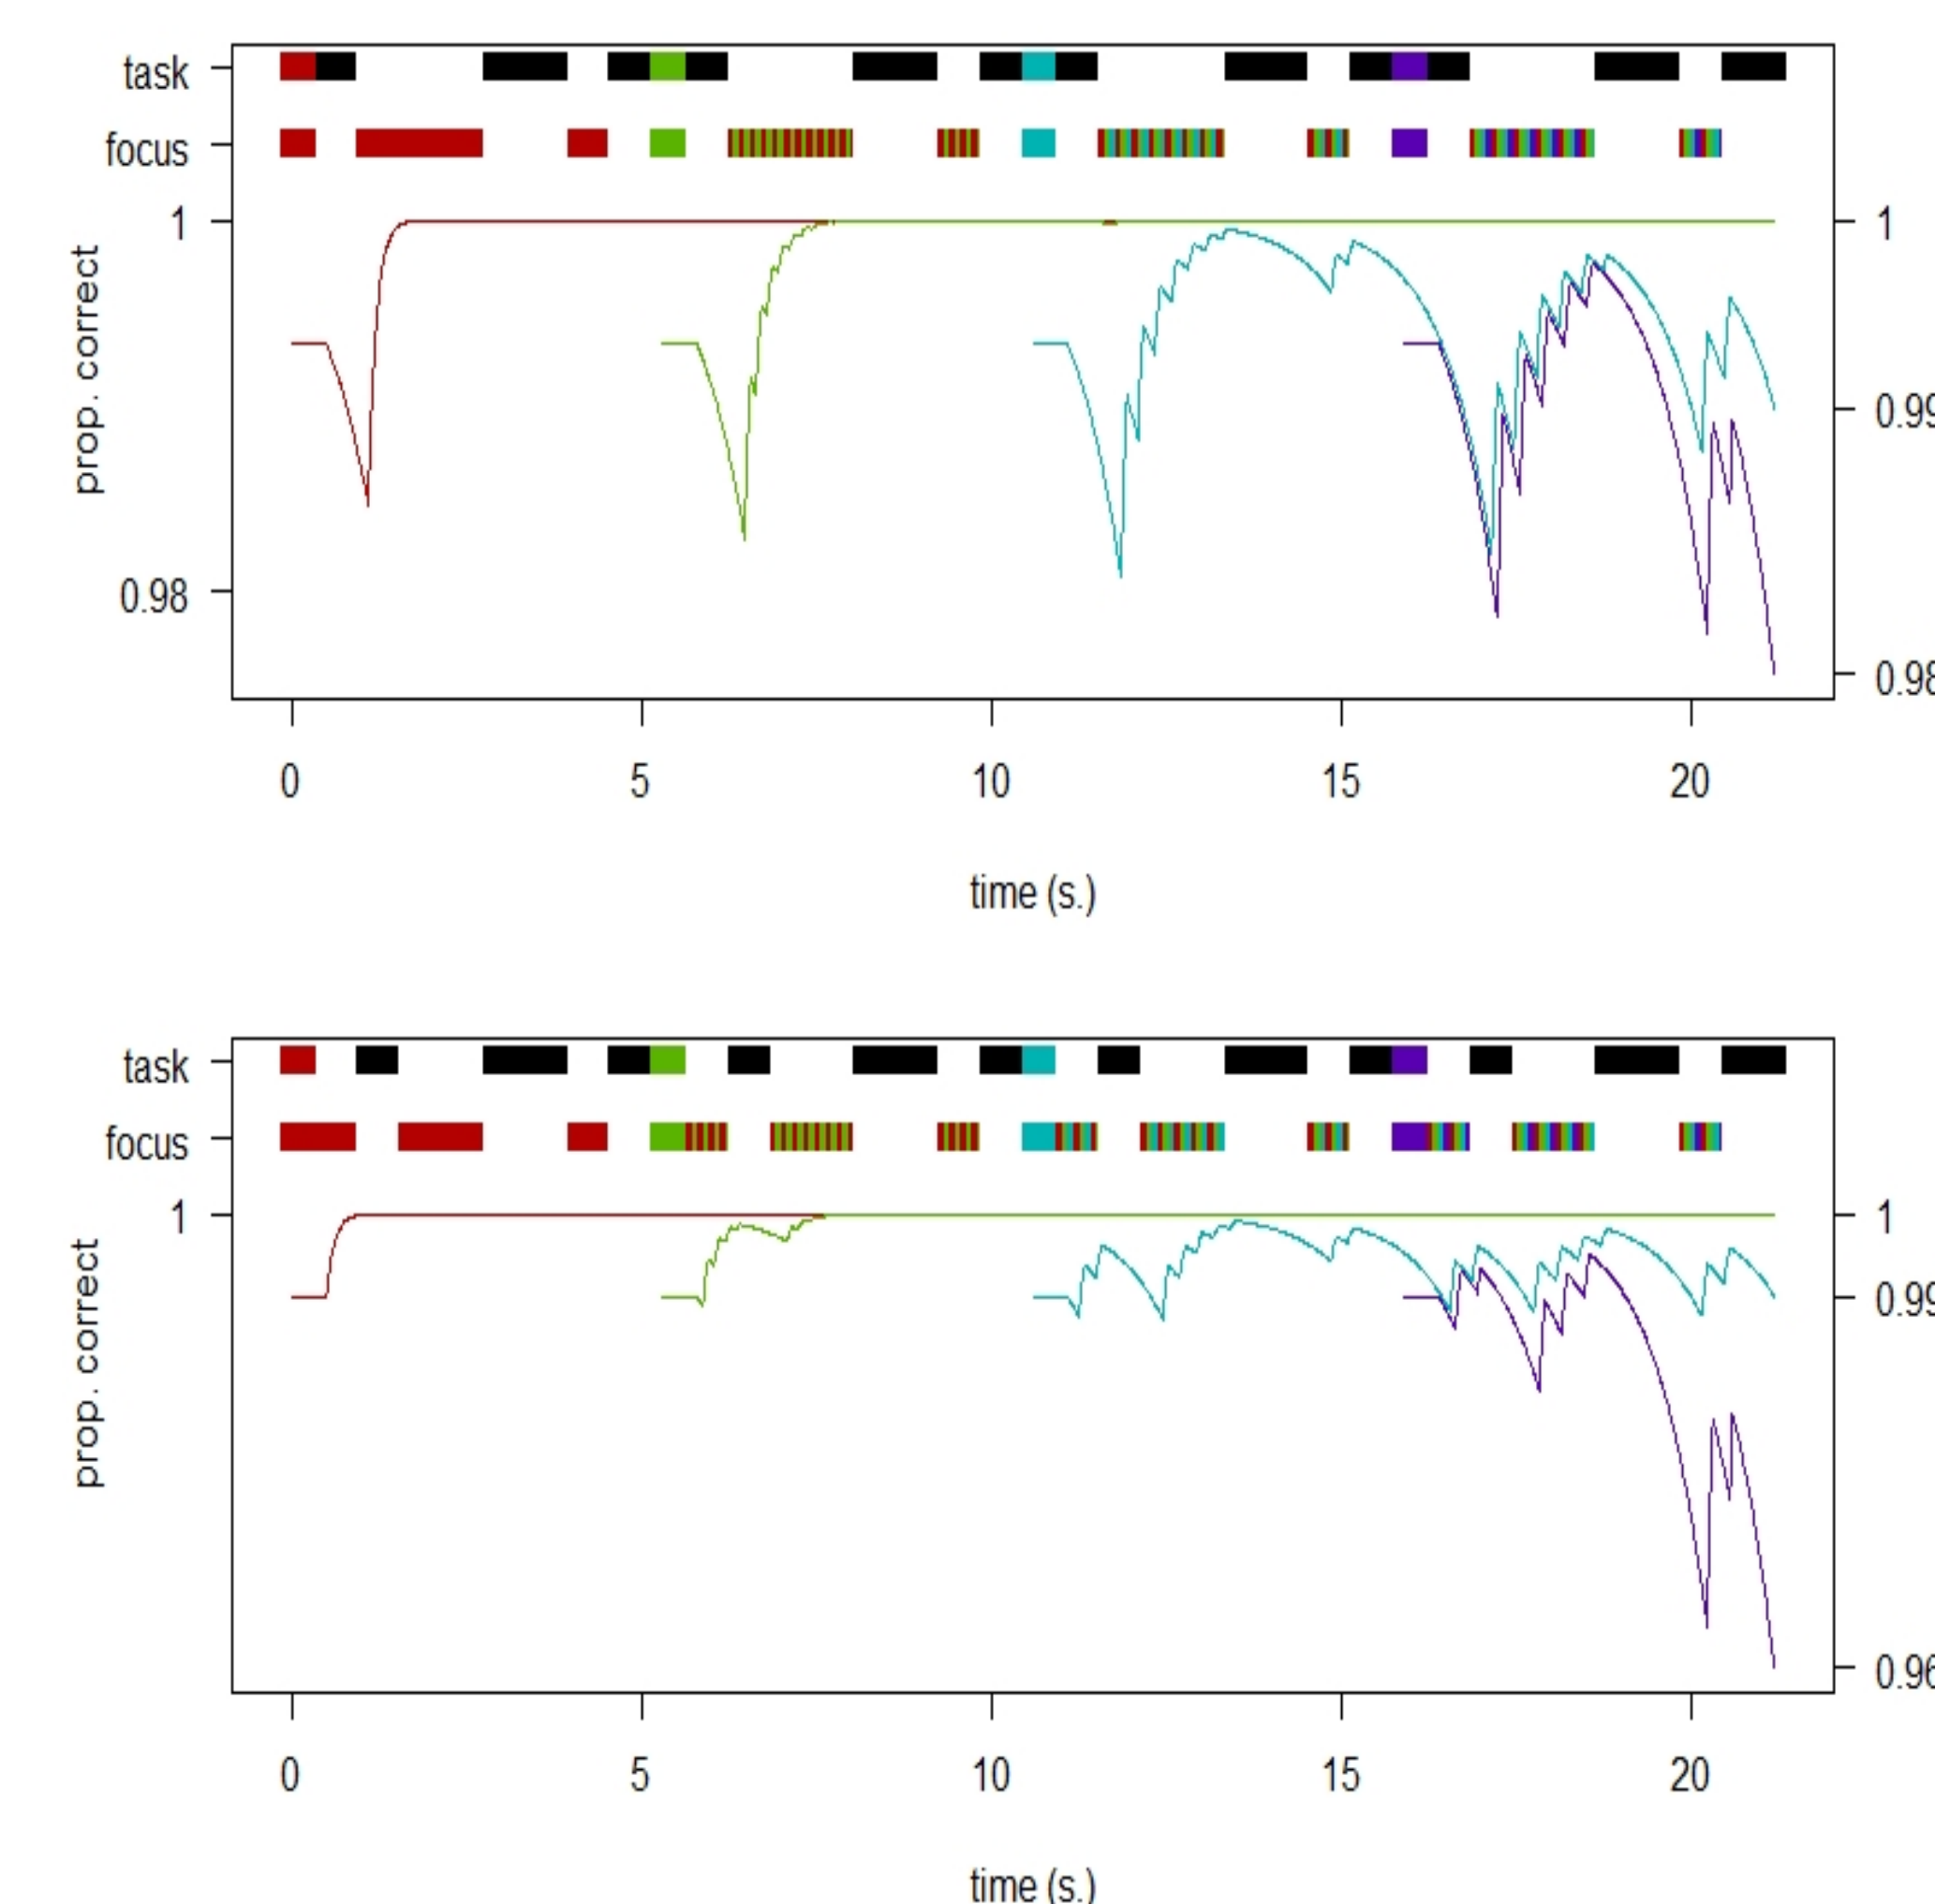 task
focus
1
1
prop. correct
0.99
0.98
0.98
0 5 10 15 20
time (s.)
task
focus
1
1
prop. correct
0.99
0.96
0 5 10 15 20
time (s.)